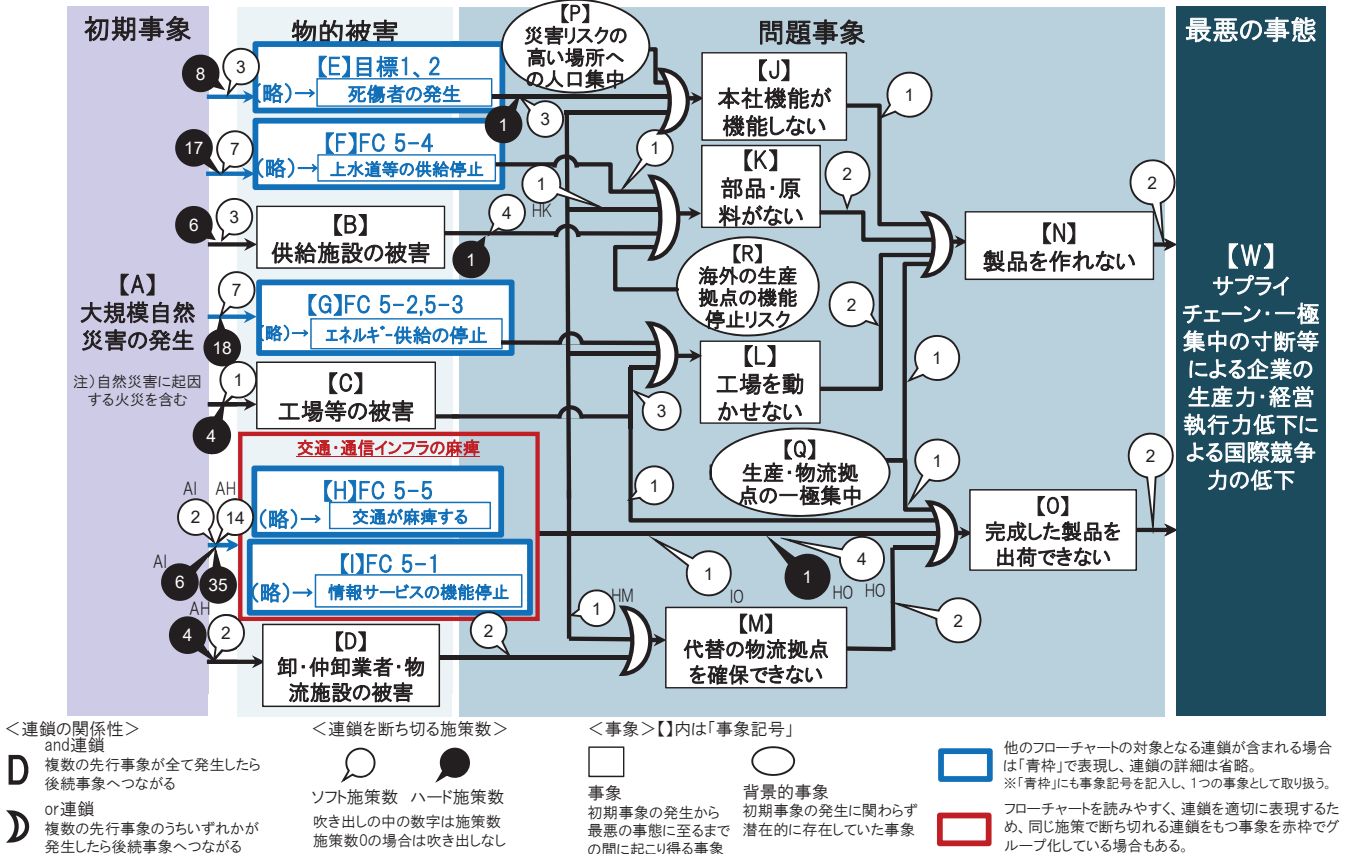 初期事象
物的被害
問題事象
最悪の事態
【A】
大規模自然
災害の発生
注）自然災害に起因
する火災を含む
8
3
【E】目標1、2
(略)→
死傷者の発生
1
3
17
7
【F】FC 5-4
(略)→
上水道等の供給停止
1
6
3
【B】
供給施設の被害
4
1
1
HK
7
18
【G】FC 5-2,5-3
(略)→
エネルギー供給の停止
1
4
【C】
工場等の被害
3
1
交通・通信インフラの麻痺
AI
AH
2
14
AI
6
35
AH
【H】FC 5-5
(略)→
交通が麻痺する
【I】FC 5-1
(略)→
情報サービスの機能停止
1
IO
1
HO
4
HO
4
2
【D】
卸・仲卸業者・物
流施設の被害
2
1
HM
【P】
災害リスクの
高い場所へ
の人口集中
【J】
本社機能が
機能しない
1
【K】
部品・原
料がない
2
【R】
海外の生産
拠点の機能
停止リスク
【L】
工場を動
かせない
2
【Q】
生産・物流拠
点の一極集中
1
1
【M】
代替の物流拠点
を確保できない
2
【N】
製品を作れない
2
【O】
完成した製品を
出荷できない
2
【W】
サプライ
チェーン・一極
集中の寸断等
による企業の
生産力・経営
執行力低下に
よる国際競争
力の低下
＜連鎖の関係性＞
and連鎖
複数の先行事象が全て発生したら
後続事象へつながる
or連鎖
複数の先行事象のうちいずれかが
発生したら後続事象へつながる
＜連鎖を断ち切る施策数＞
ソフト施策数
ハード施策数
吹き出しの中の数字は施策数
施策数0の場合は吹き出しなし
＜事象＞【】内は「事象記号」
事象
初期事象の発生から
最悪の事態に至るまで
の間に起こり得る事象
背景的事象
初期事象の発生に関わらず
潜在的に存在していた事象
他のフローチャートの対象となる連鎖が含まれる場合
は「青枠」で表現し、連鎖の詳細は省略。
※「青枠」にも事象記号を記入し、1つの事象として取り扱う。
フローチャートを読みやすく、連鎖を適切に表現するた
め、同じ施策で断ち切れる連鎖をもつ事象を赤枠でグ
ループ化している場合もある。